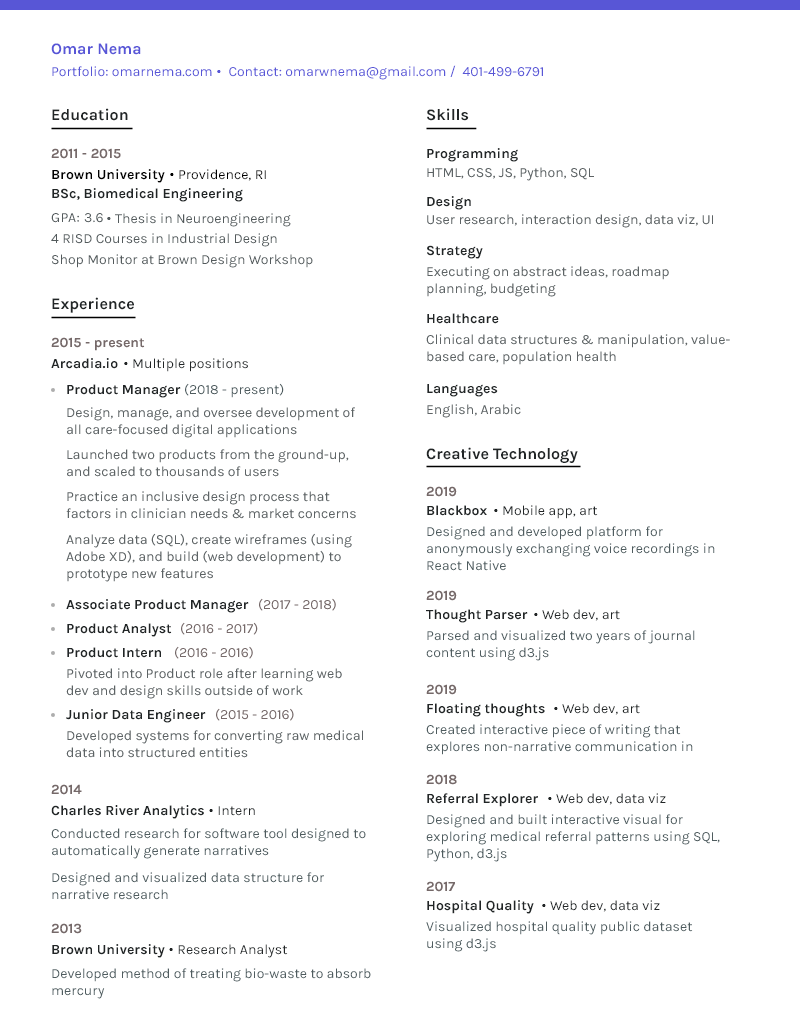 Omar Nema
Portfolio: omarnema.com • Contact: omarwnema@gmail.com / 401-499-6791
Education
2011 - 2015
Brown University • Providence, RI
BSc, Biomedical Engineering
GPA: 3.6 • Thesis in Neuroengineering
4 RISD Courses in Industrial Design
Shop Monitor at Brown Design Workshop
Experience
2015 - present
Arcadia.io • Multiple positions
• Product Manager (2018 - present)
Design, manage, and oversee development of
all care-focused digital applications
Launched two products from the ground-up,
and scaled to thousands of users
Practice an inclusive design process that
factors in clinician needs & market concerns
Analyze data (SQL), create wireframes (using
Adobe XD), and build (web development) to
prototype new features
• Associate Product Manager (2017 - 2018)
• Product Analyst (2016 - 2017)
• Product Intern (2016 - 2016)
Pivoted into Product role after learning web
dev and design skills outside of work
• Junior Data Engineer (2015 - 2016)
Developed systems for converting raw medical
data into structured entities
2014
Charles River Analytics • Intern
Conducted research for software tool designed to
automatically generate narratives
Designed and visualized data structure for
narrative research
2013
Brown University • Research Analyst
Developed method of treating bio-waste to absorb
mercury
Skills
Programming
HTML, CSS, JS, Python, SQL
Design
User research, interaction design, data viz, UI
Strategy
Executing on abstract ideas, roadmap
planning, budgeting
Healthcare
Clinical data structures & manipulation, value-
based care, population health
Languages
English, Arabic
Creative Technology
2019
Blackbox • Mobile app, art
Designed and developed platform for
anonymously exchanging voice recordings in
React Native
2019
Thought Parser • Web dev, art
Parsed and visualized two years of journal
content using d3.js
2019
Floating thoughts • Web dev, art
Created interactive piece of writing that
explores non-narrative communication in
2018
Referral Explorer • Web dev, data viz
Designed and built interactive visual for
exploring medical referral patterns using SQL,
Python, d3.js
2017
Hospital Quality • Web dev, data viz
Visualized hospital quality public dataset
using d3.js